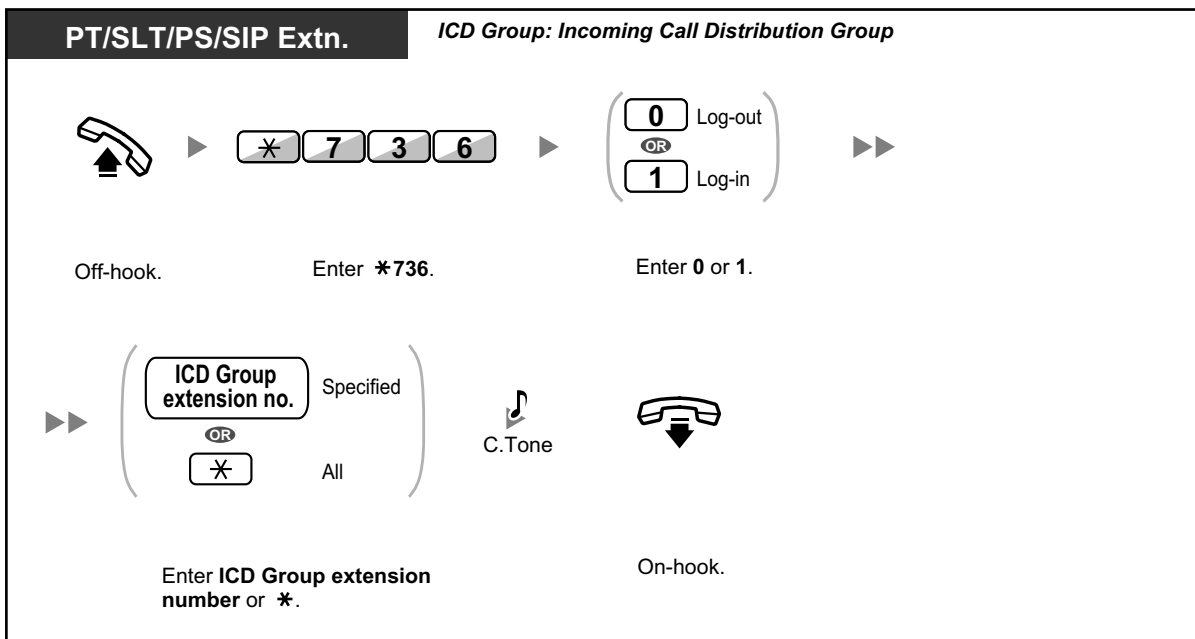 PT/SLT/PS/SIP Extn.
ICD Group: Incoming Call Distribution Group
* 7 3 6
0 Log-out
OR
1 Log-in
Off-hook.
Enter *736.
Enter 0 or 1.
ICD Group
extension no.
Specified
OR
* All
C.Tone
Enter ICD Group extension
number or *.
On-hook.